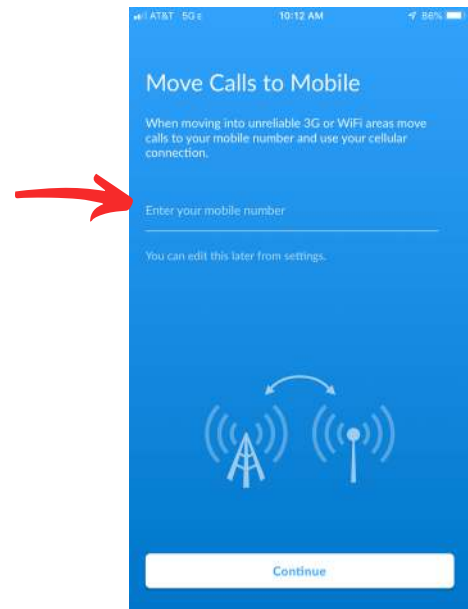 AT&T 5G E 10:12 AM 86%
Move Calls to Mobile
When moving into unreliable 3G or WiFi areas move
calls to your mobile number and use your cellular
connection.
Enter your mobile number
You can edit this later from settings.
Continue